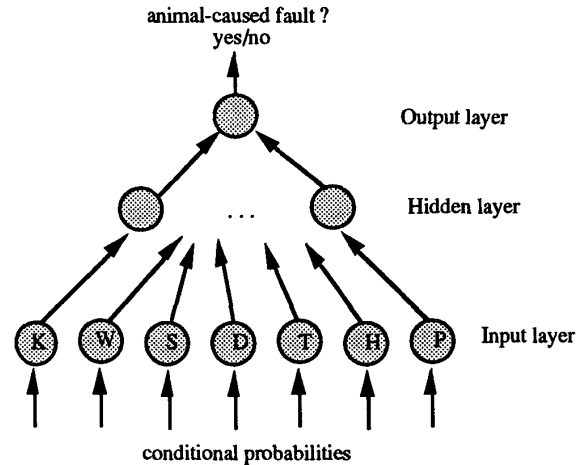 animal-caused fault ?
yes/no
Output layer
Hidden layer
...
K W S D T H P
Input layer
conditional probabilities